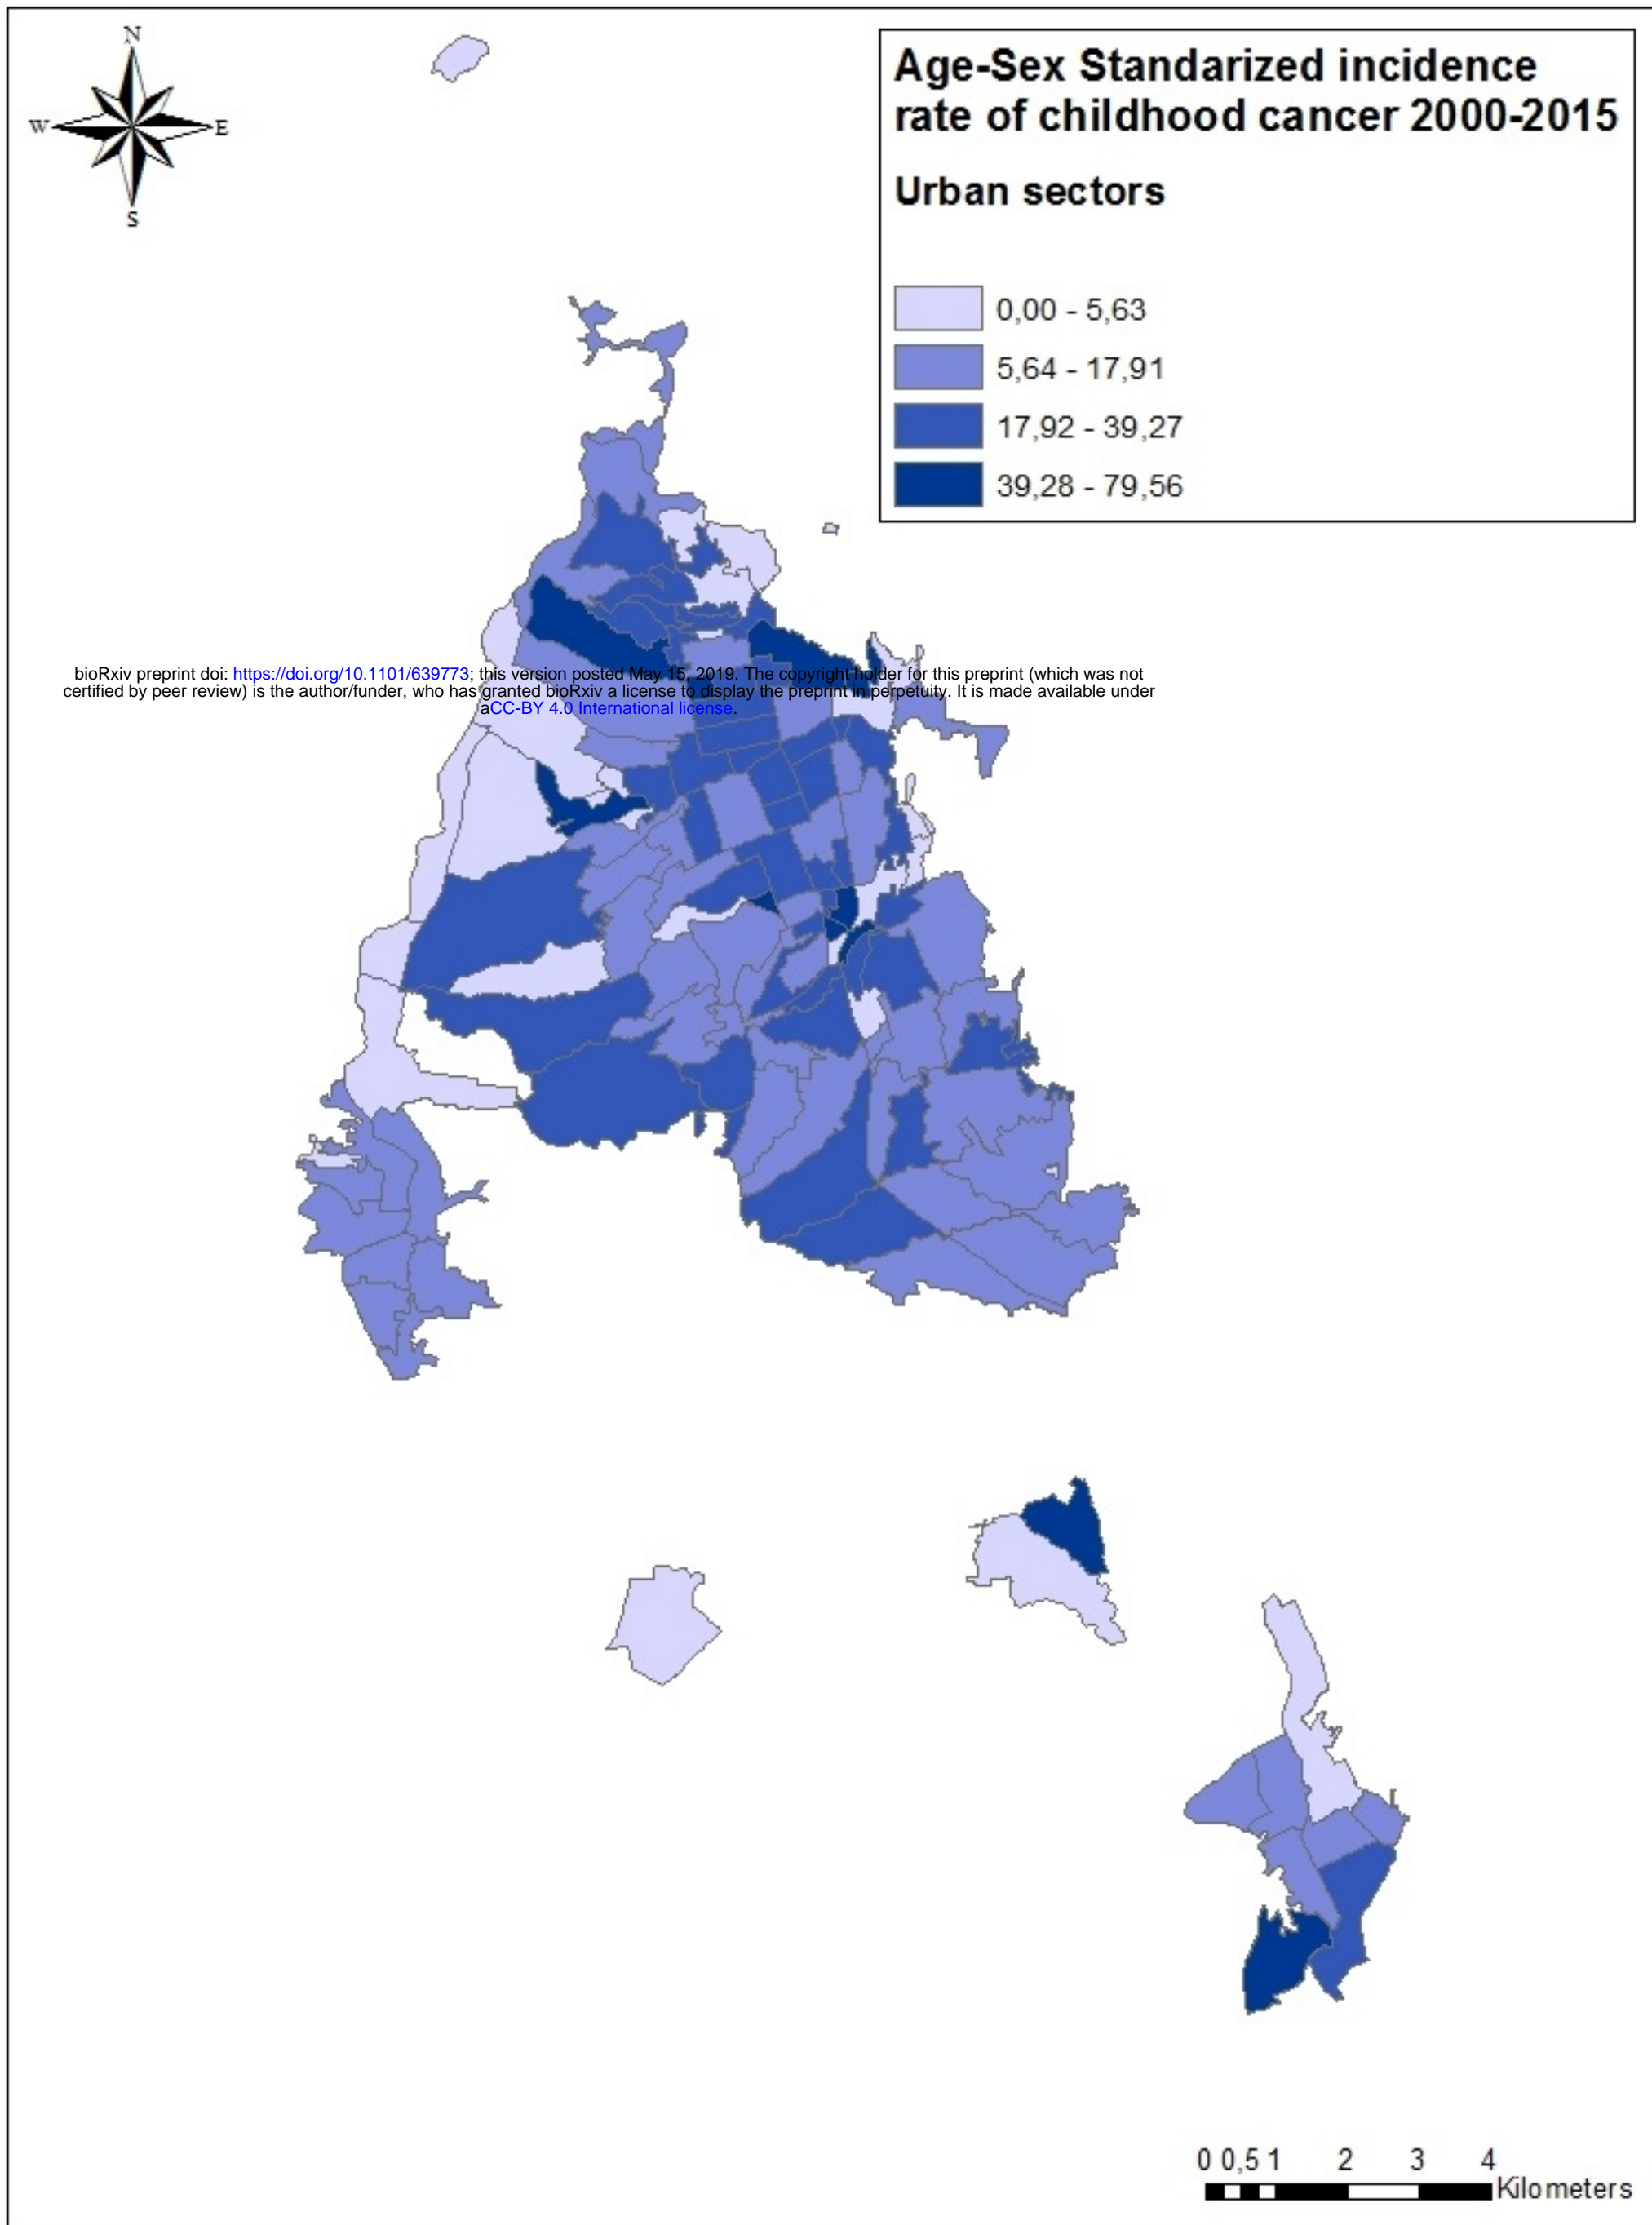 N
W E
S
Age-Sex Standarized incidence
rate of childhood cancer 2000-2015
Urban sectors
0,00 - 5,63
5,64 - 17,91
17,92 - 39,27
39,28 - 79,56
bioRxiv preprint doi: https://doi.org/10.1101/639773; this version posted May 15, 2019. The copyright holder for this preprint (which was not
certified by peer review) is the author/funder, who has granted bioRxiv a license to display the preprint in perpetuity. It is made available under
aCC-BY 4.0 International license.
0 0,5 1 2 3 4
Kilometers